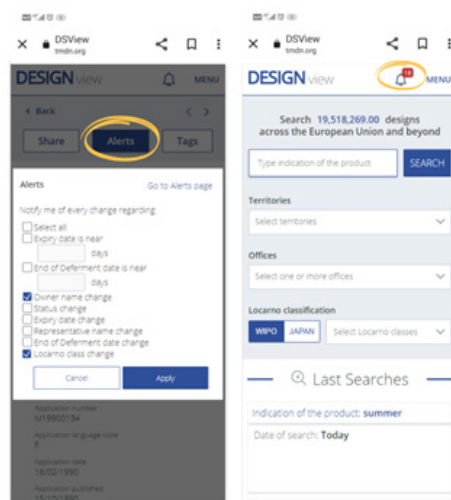 DSView
tmdn.org
DESIGN view
MENU
Back
Share
Alerts
Tags
Alerts
Go to Alerts page
Notify me of every change regarding:
Select all
Expiry date is near
days
End of Deferment date is near
days
Owner name change
Status change
Expiry date change
Representative name change
End of Deferment date change
Locarno class change
Cancel
Apply
Application number
M19900134
Application language code
Application date
16/02/1990
Application published
15/10/1990
DSView
tmdn.org
DESIGN view
MENU
Search 19,518,269.00 designs
across the European Union and beyond
Type indication of the product
SEARCH
Territories
Select territories
Offices
Select one or more offices
Locarno classification
WIPO
JAPAN
Select Locarno classes
Last Searches
Indication of the product: summer
Date of search: Today